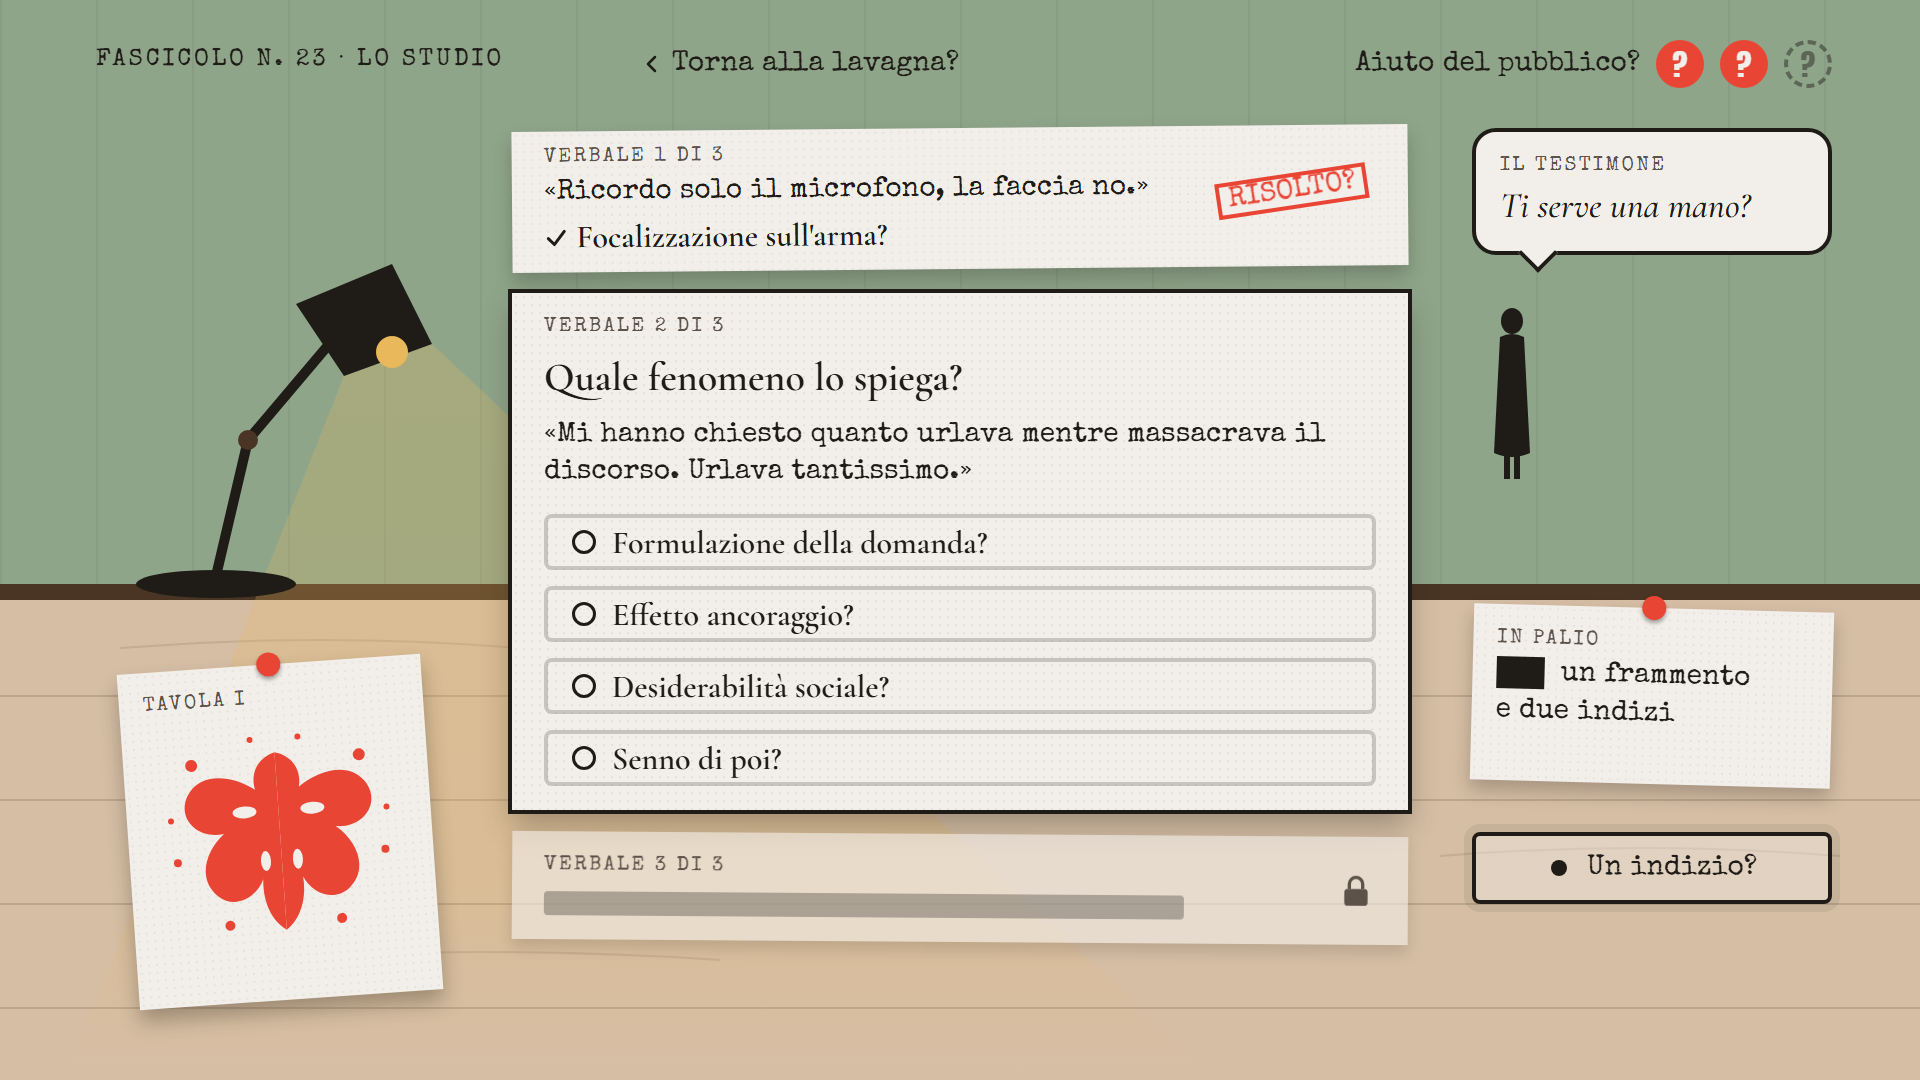 FASCICOLO N. 23 · LO STUDIO
‹ Torna alla lavagna?
Aiuto del pubblico? ? ? ?
VERBALE 1 DI 3
«Ricordo solo il microfono, la faccia no.»
RISOLTO?
✓ Focalizzazione sull'arma?
IL TESTIMONE
Ti serve una mano?
VERBALE 2 DI 3
Quale fenomeno lo spiega?
«Mi hanno chiesto quanto urlava mentre massacrava il
discorso. Urlava tantissimo.»
Formulazione della domanda?
Effetto ancoraggio?
Desiderabilità sociale?
Senno di poi?
VERBALE 3 DI 3
TAVOLA I
IN PALIO
un frammento
e due indizi
Un indizio?